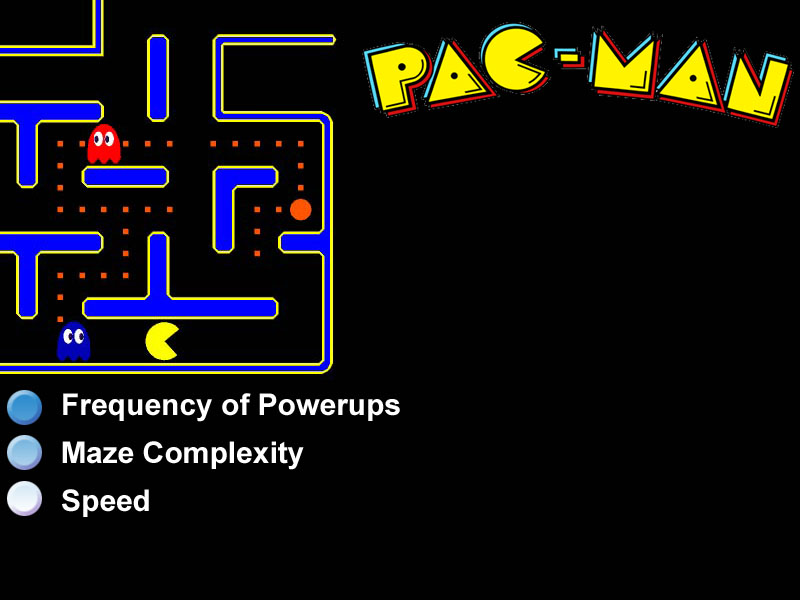 PAC-MAN
Frequency of Powerups
Maze Complexity
Speed